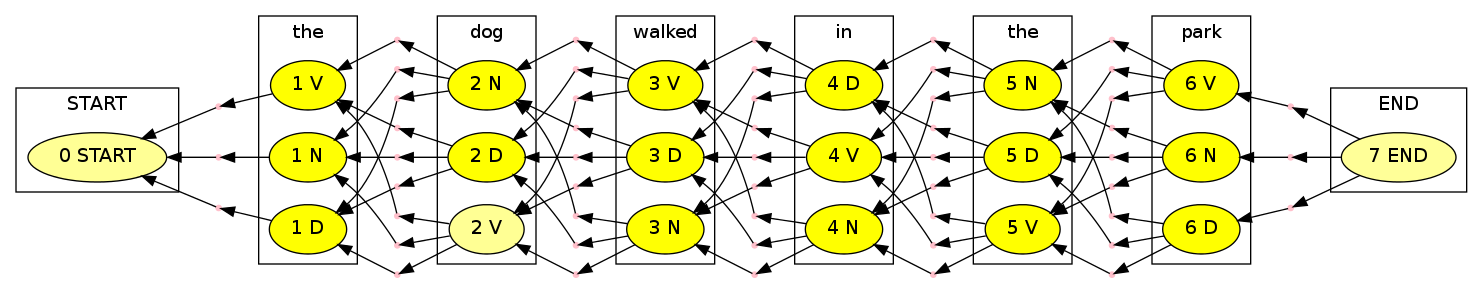 START
0 START
the
1 V
1 N
1 D
dog
2 N
2 D
2 V
walked
3 V
3 D
3 N
in
4 D
4 V
4 N
the
5 N
5 D
5 V
park
6 V
6 N
6 D
END
7 END